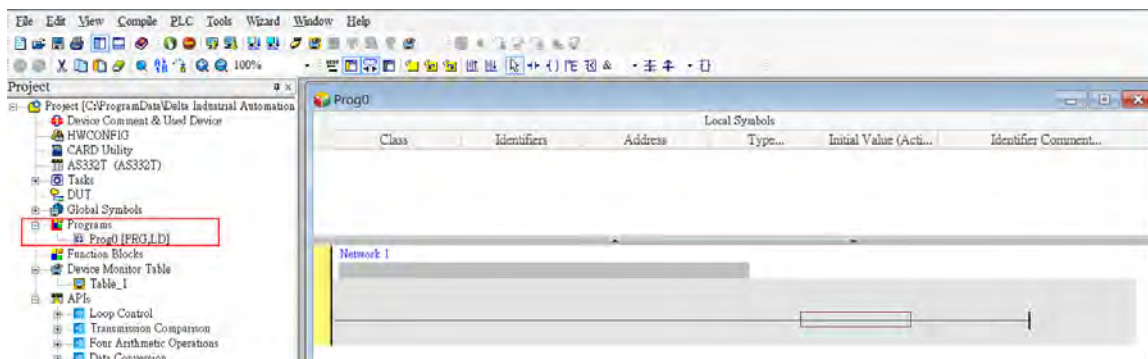 File Edit View Compile PLC Tools Wizard Window Help
100%
Project
Project [C:\ProgramData\Delta Industrial Automation
Device Comment & Used Device
HWCONFIG
CARD Utility
AS332T (AS332T)
Tasks
DUT
Global Symbols
Programs
Prog0 [PRG,LD]
Function Blocks
Device Monitor Table
Table_1
APIs
Loop Control
Transmission Comparison
Four Arithmetic Operations
Data Conversion
Prog0
Local Symbols
Class Identifiers Address Type... Initial Value (Acti... Identifier Comment...
Network 1